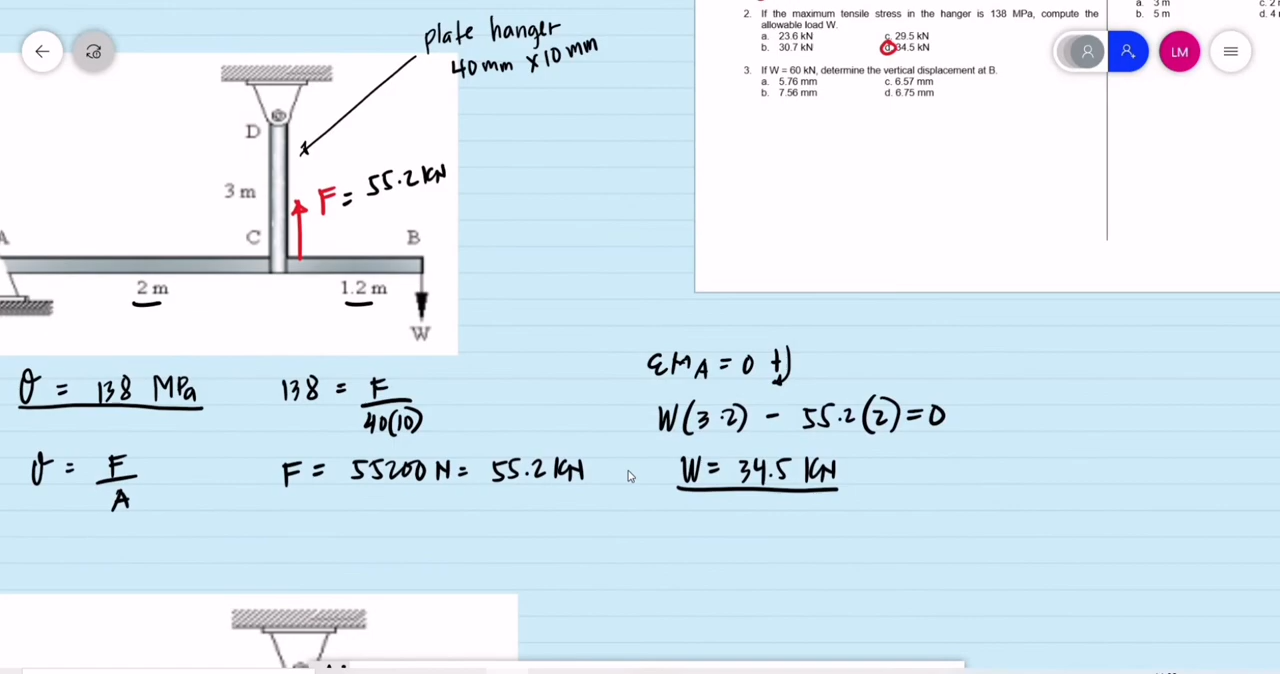 plate hanger
40 mm x 10 mm
D
3 m
F = 55.2 KN
C
B
A
2 m
1.2 m
W
2. If the maximum tensile stress in the hanger is 138 MPa, compute the
allowable load W.
a. 23.6 kN
c. 29.5 kN
b. 30.7 kN
d. 34.5 kN
3. If W = 60 kN, determine the vertical displacement at B.
a. 5.76 mm
c. 6.57 mm
b. 7.56 mm
d. 6.75 mm
a. 3 m
b. 5 m
LM
σ = 138 MPa
138 = F / 40(10)
ΣM_A = 0 +)
W(3.2) - 55.2(2) = 0
σ = F / A
F = 55200 N = 55.2 KN
W = 34.5 KN